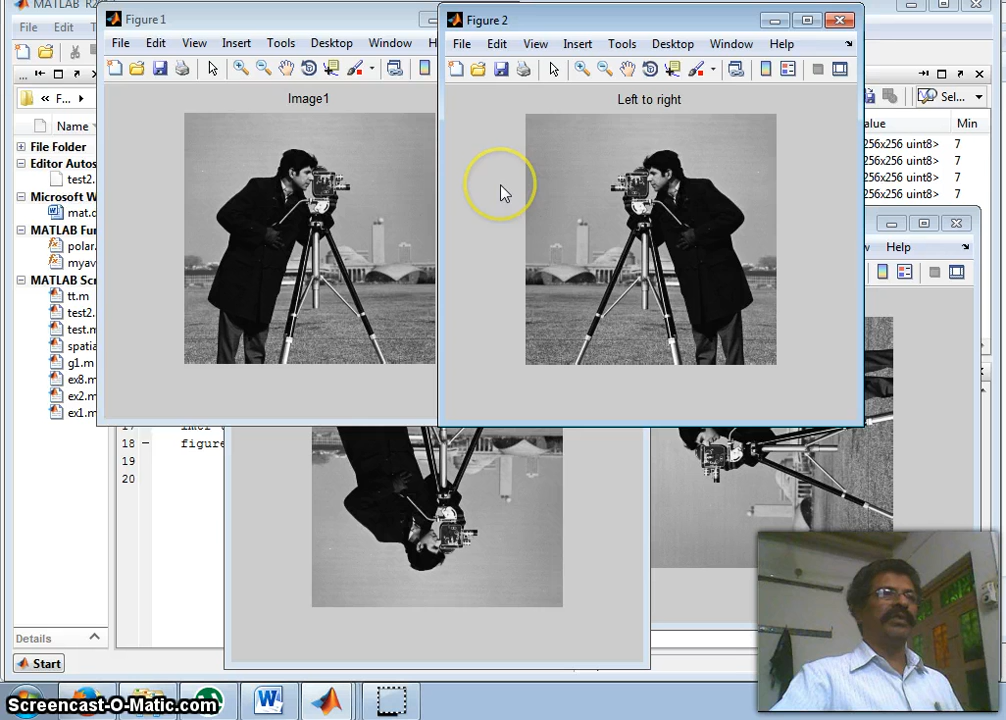 MATLAB R2
File Edit
Figure 1
File Edit View Insert Tools Desktop Window H
Image1
Figure 2
File Edit View Insert Tools Desktop Window Help
Left to right
... 
« F...
Name
File Folder
Editor Autos
test2.
Microsoft W
mat.d
MATLAB Fu
polar.
myav
MATLAB Scr
tt.m
test2.
test.m
spatia
g1.m
ex8.m
ex2.m
ex1.m
Sel...
alue Min
256x256 uint8> 7
256x256 uint8> 7
256x256 uint8> 7
256x256 uint8> 7
Help
18 – figure
19
20
Details
Start
Screencast-O-Matic.com